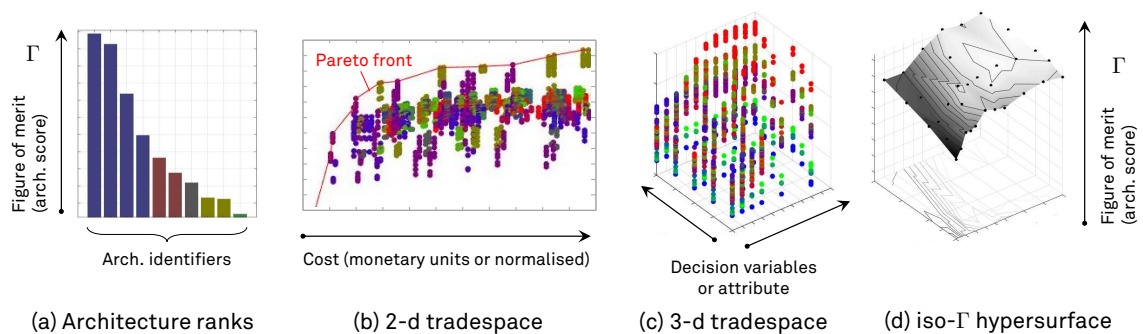 Γ
Figure of merit
(arch. score)
Arch. identifiers
(a) Architecture ranks
Pareto front
Cost (monetary units or normalised)
(b) 2-d tradespace
Decision variables
or attribute
(c) 3-d tradespace
Γ
Figure of merit
(arch. score)
(d) iso-Γ hypersurface